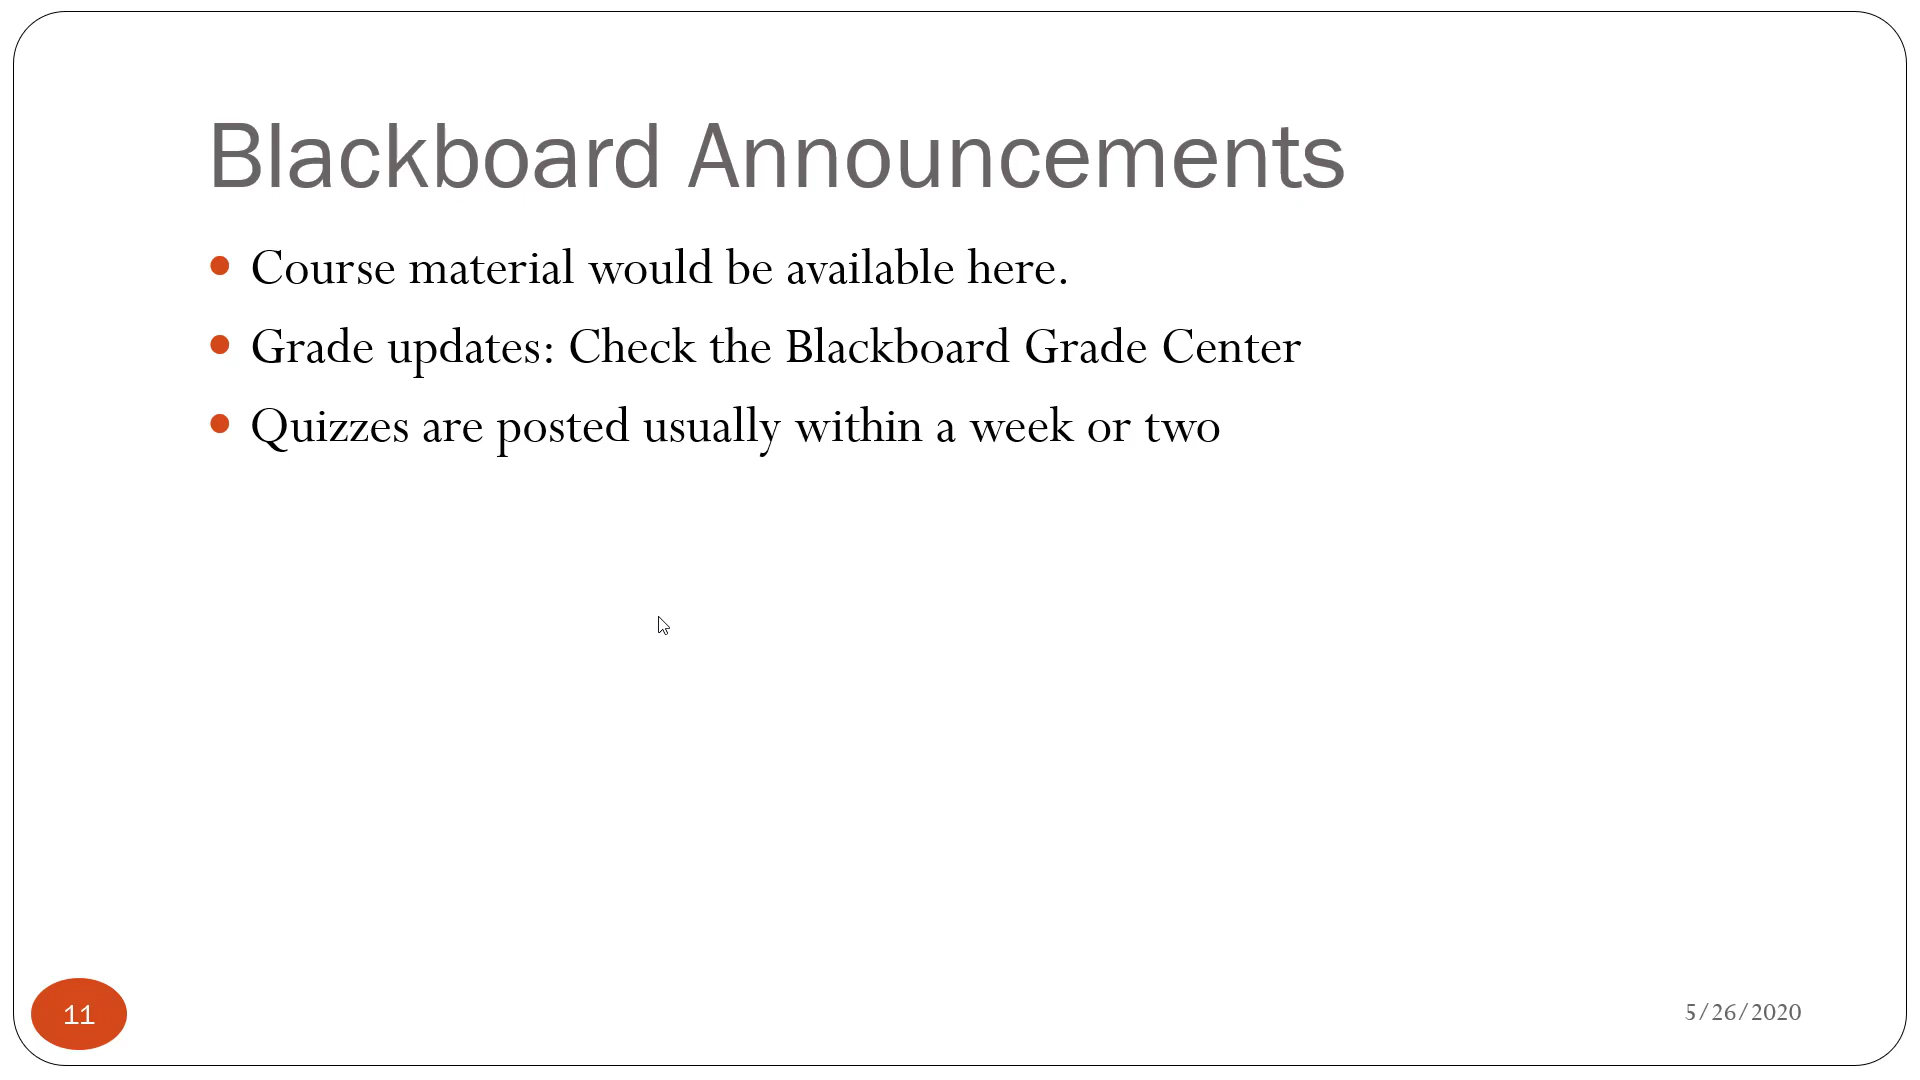 Blackboard Announcements
• Course material would be available here.
• Grade updates: Check the Blackboard Grade Center
• Quizzes are posted usually within a week or two
11
5/26/2020